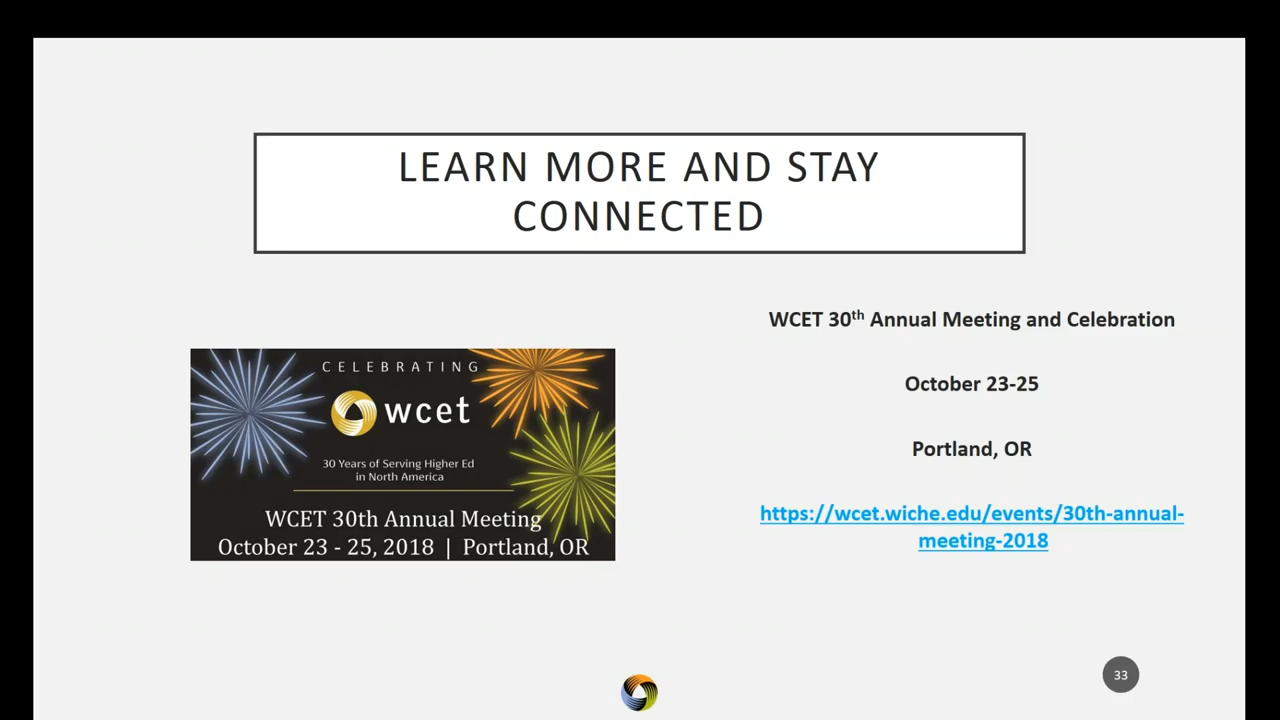 LEARN MORE AND STAY
CONNECTED
CELEBRATING
wcet
30 Years of Serving Higher Ed
in North America
WCET 30th Annual Meeting
October 23 - 25, 2018 | Portland, OR
WCET 30th Annual Meeting and Celebration
October 23-25
Portland, OR
https://wcet.wiche.edu/events/30th-annual-
meeting-2018
33